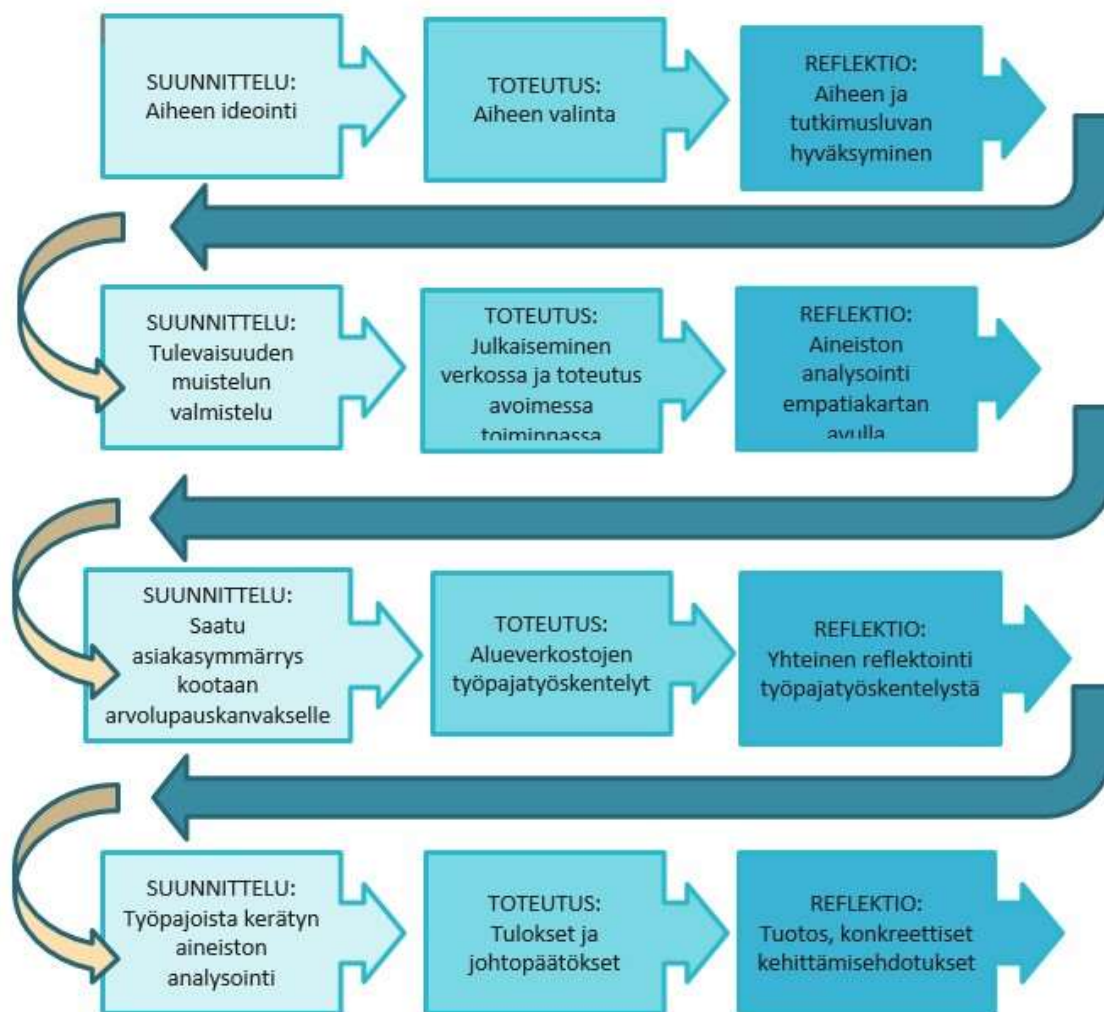 SUUNNITTELU:
Aiheen ideointi
TOTEUTUS:
Aiheen valinta
REFLEKTIO:
Aiheen ja
tutkimusluvan
hyväksyminen
SUUNNITTELU:
Tulevaisuuden
muistelun
valmistelu
TOTEUTUS:
Julkaiseminen
verkossa ja toteutus
avoimessa
toiminnassa
REFLEKTIO:
Aineiston
analysointi
empatiakartan
avulla
SUUNNITTELU:
Saatu
asiakasymmärrys
kootaan
arvolupauskanvakselle
TOTEUTUS:
Alueverkostojen
työpajatyöskentelyt
REFLEKTIO:
Yhteinen reflektointi
työpajatyöskentelystä
SUUNNITTELU:
Työpajoista kerätyn
aineiston
analysointi
TOTEUTUS:
Tulokset ja
johtopäätökset
REFLEKTIO:
Tuotos, konkreettiset
kehittämisehdotukset